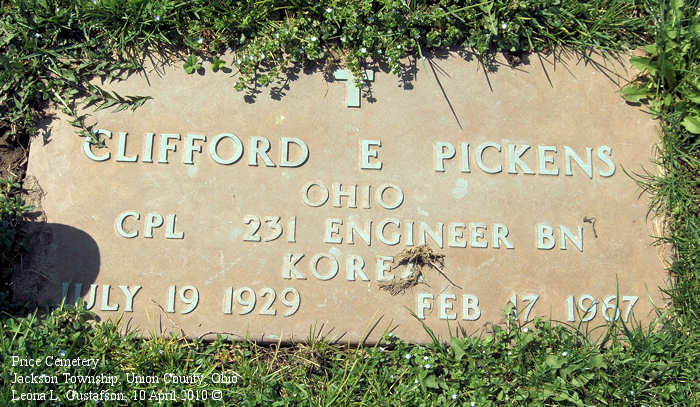 CLIFFORD E PICKENS
OHIO
CPL 231 ENGINEER BN
KOREA
JULY 19 1929 FEB 17 1967
Price Cemetery
Jackson Township, Union County, Ohio
Leona L. Gustafson, 10 April 2010 ©